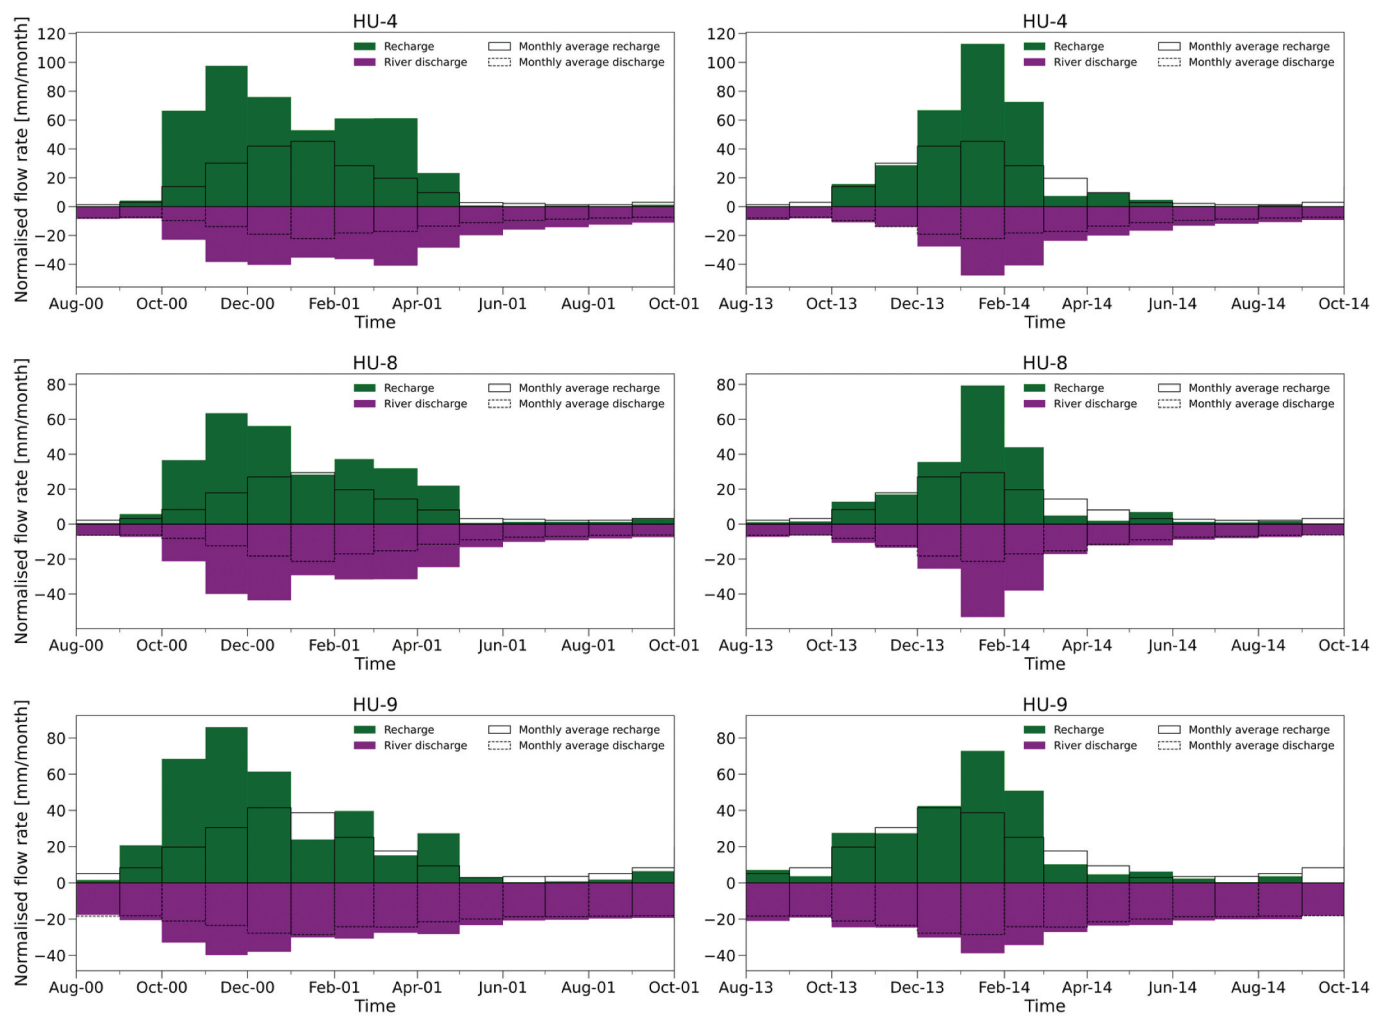 HU-4
Normalised flow rate [mm/month]
120
100
80
60
40
20
0
−20
−40
Recharge
River discharge
Monthly average recharge
Monthly average discharge
Aug-00 Oct-00 Dec-00 Feb-01 Apr-01 Jun-01 Aug-01 Oct-01
Time
HU-4
120
100
80
60
40
20
0
−20
−40
Recharge
River discharge
Monthly average recharge
Monthly average discharge
Aug-13 Oct-13 Dec-13 Feb-14 Apr-14 Jun-14 Aug-14 Oct-14
Time
HU-8
Normalised flow rate [mm/month]
80
60
40
20
0
−20
−40
Recharge
River discharge
Monthly average recharge
Monthly average discharge
Aug-00 Oct-00 Dec-00 Feb-01 Apr-01 Jun-01 Aug-01 Oct-01
Time
HU-8
80
60
40
20
0
−20
−40
Recharge
River discharge
Monthly average recharge
Monthly average discharge
Aug-13 Oct-13 Dec-13 Feb-14 Apr-14 Jun-14 Aug-14 Oct-14
Time
HU-9
Normalised flow rate [mm/month]
80
60
40
20
0
−20
−40
Recharge
River discharge
Monthly average recharge
Monthly average discharge
Aug-00 Oct-00 Dec-00 Feb-01 Apr-01 Jun-01 Aug-01 Oct-01
Time
HU-9
80
60
40
20
0
−20
−40
Recharge
River discharge
Monthly average recharge
Monthly average discharge
Aug-13 Oct-13 Dec-13 Feb-14 Apr-14 Jun-14 Aug-14 Oct-14
Time